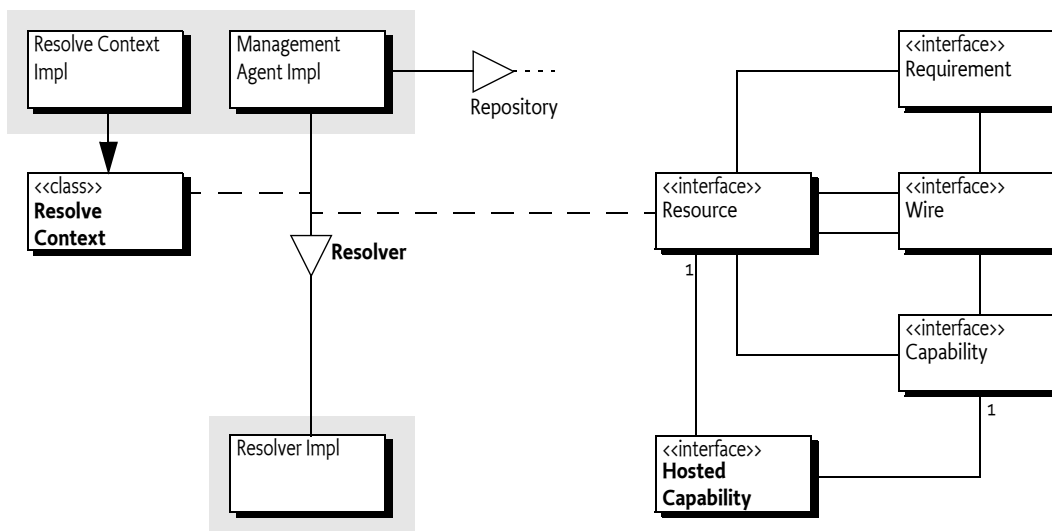 Resolve Context
Impl
Management
Agent Impl
Repository
<<interface>>
Requirement
<<class>>
Resolve
Context
Resolver
<<interface>>
Resource
<<interface>>
Wire
1
<<interface>>
Capability
1
Resolver Impl
<<interface>>
Hosted
Capability